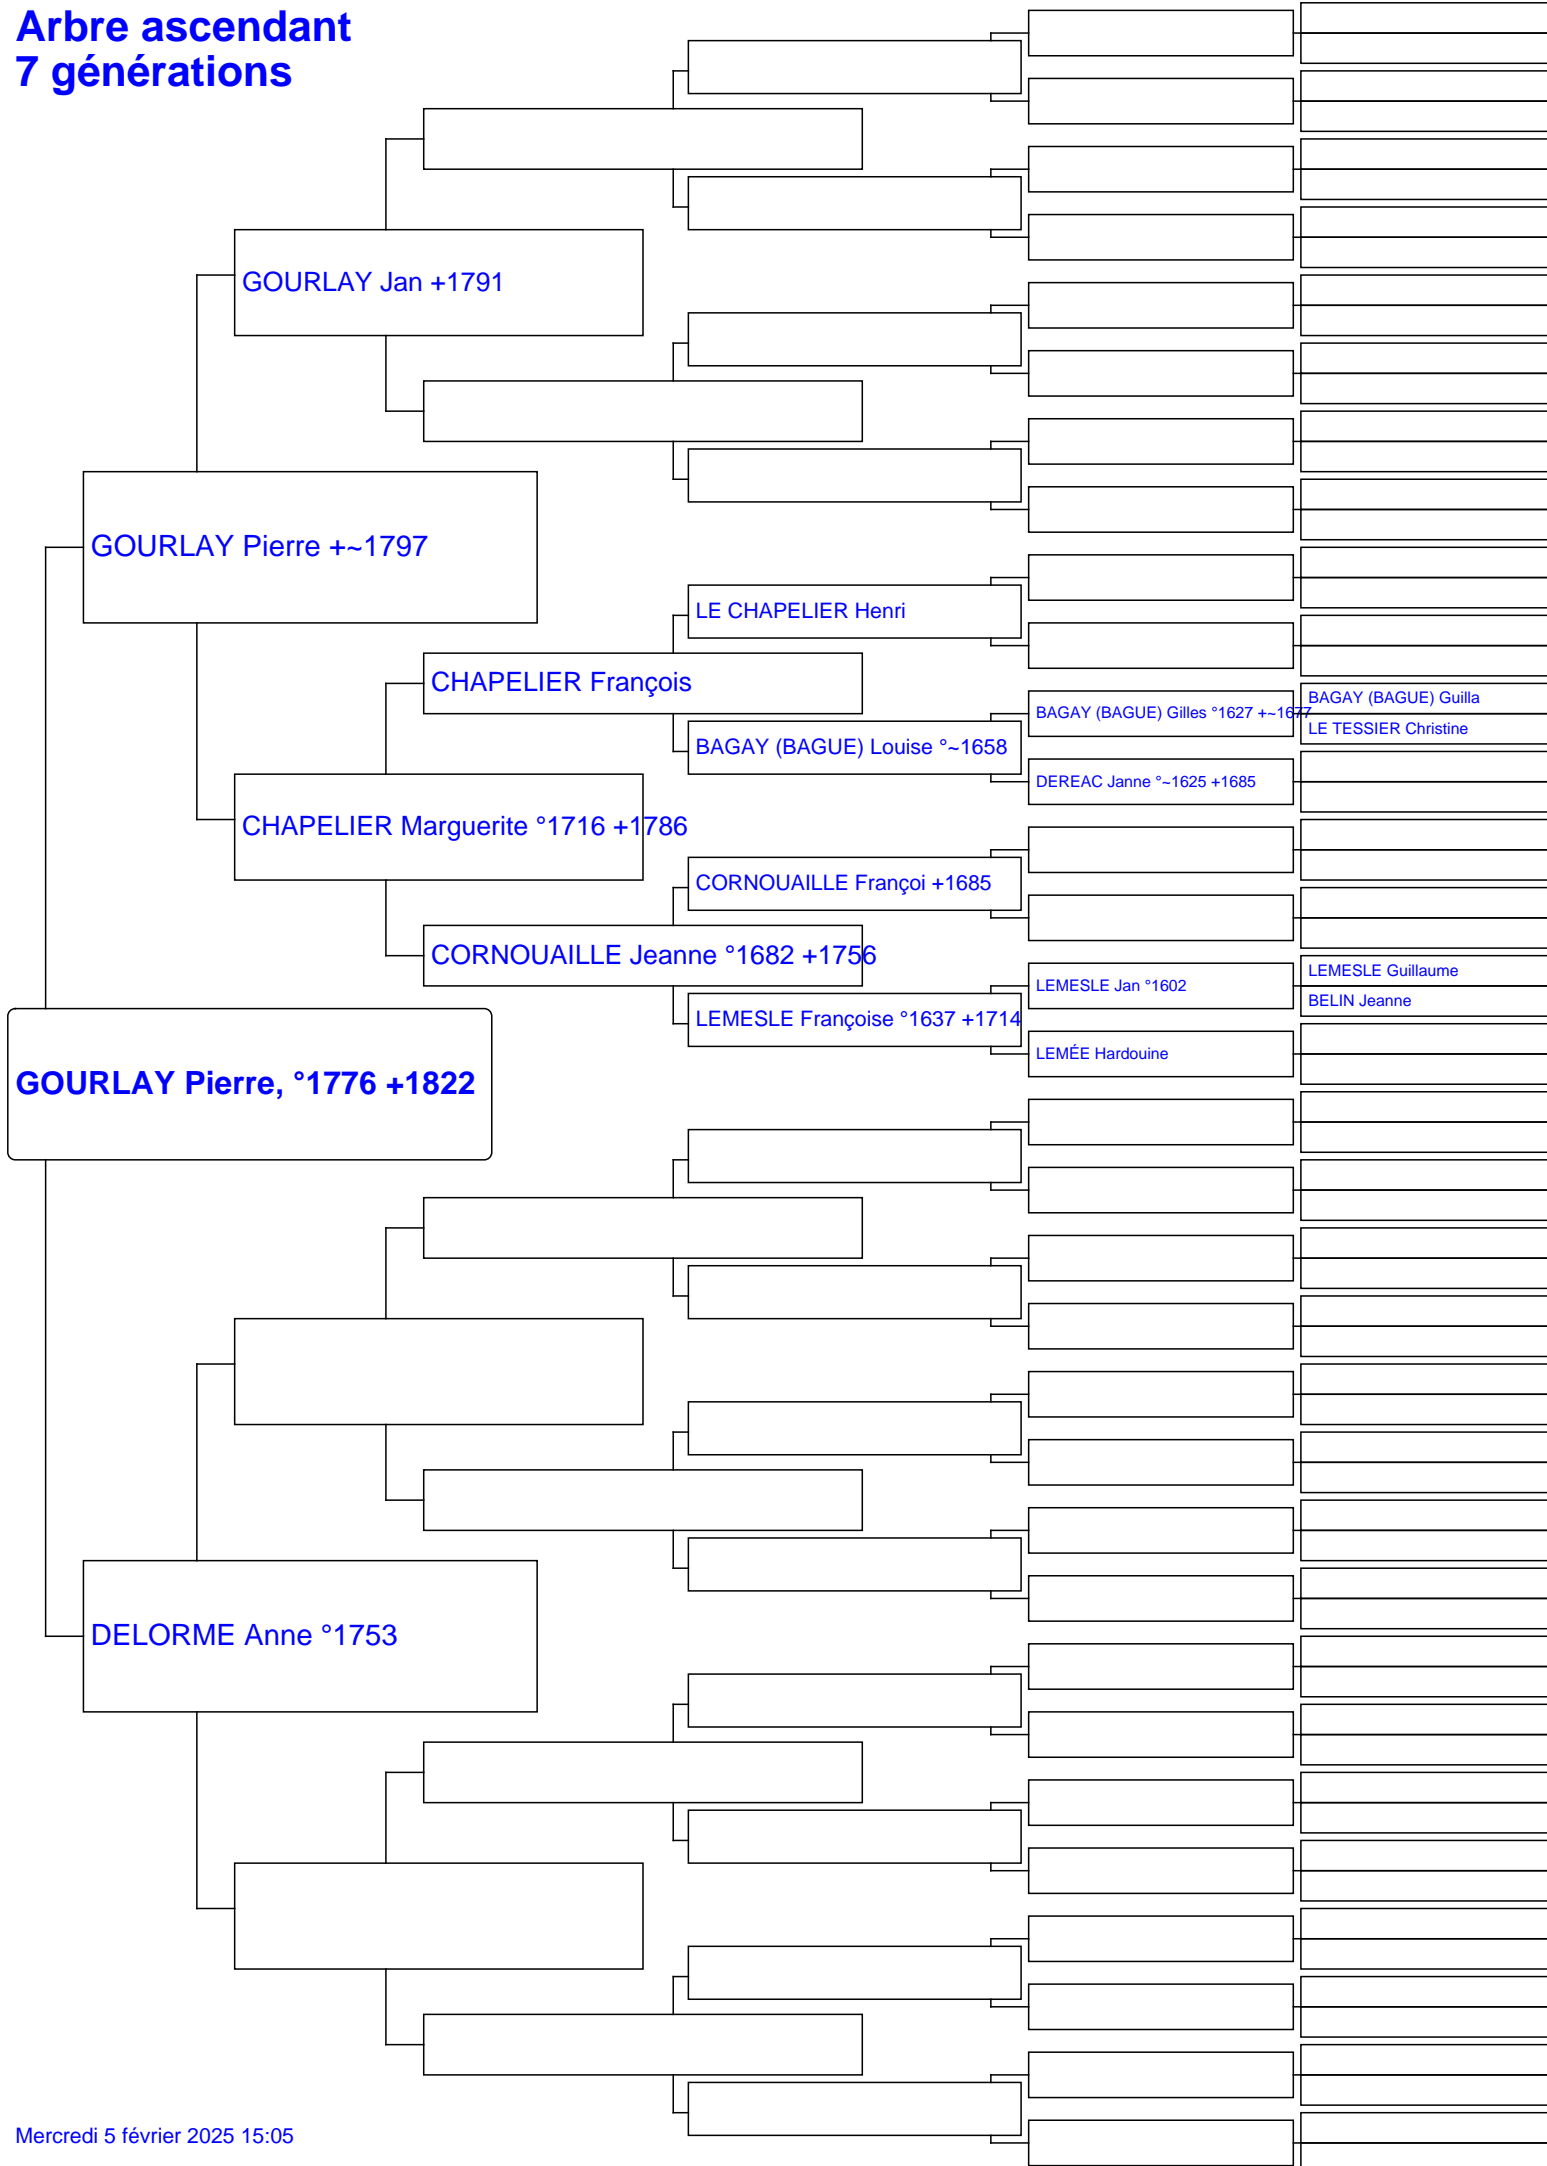 Arbre ascendant
7 générations
GOURLAY Jan +1791
GOURLAY Pierre +~1797
LE CHAPELIER Henri
CHAPELIER François
BAGAY (BAGUE) Guilla
BAGAY (BAGUE) Gilles °1627 +~1677
LE TESSIER Christine
BAGAY (BAGUE) Louise °~1658
DEREAC Janne °~1625 +1685
CHAPELIER Marguerite °1716 +1786
CORNOUAILLE Françoi +1685
CORNOUAILLE Jeanne °1682 +1756
LEMESLE Guillaume
LEMESLE Jan °1602
BELIN Jeanne
LEMESLE Françoise °1637 +1714
LEMÉE Hardouine
GOURLAY Pierre, °1776 +1822
DELORME Anne °1753
Mercredi 5 février 2025 15:05